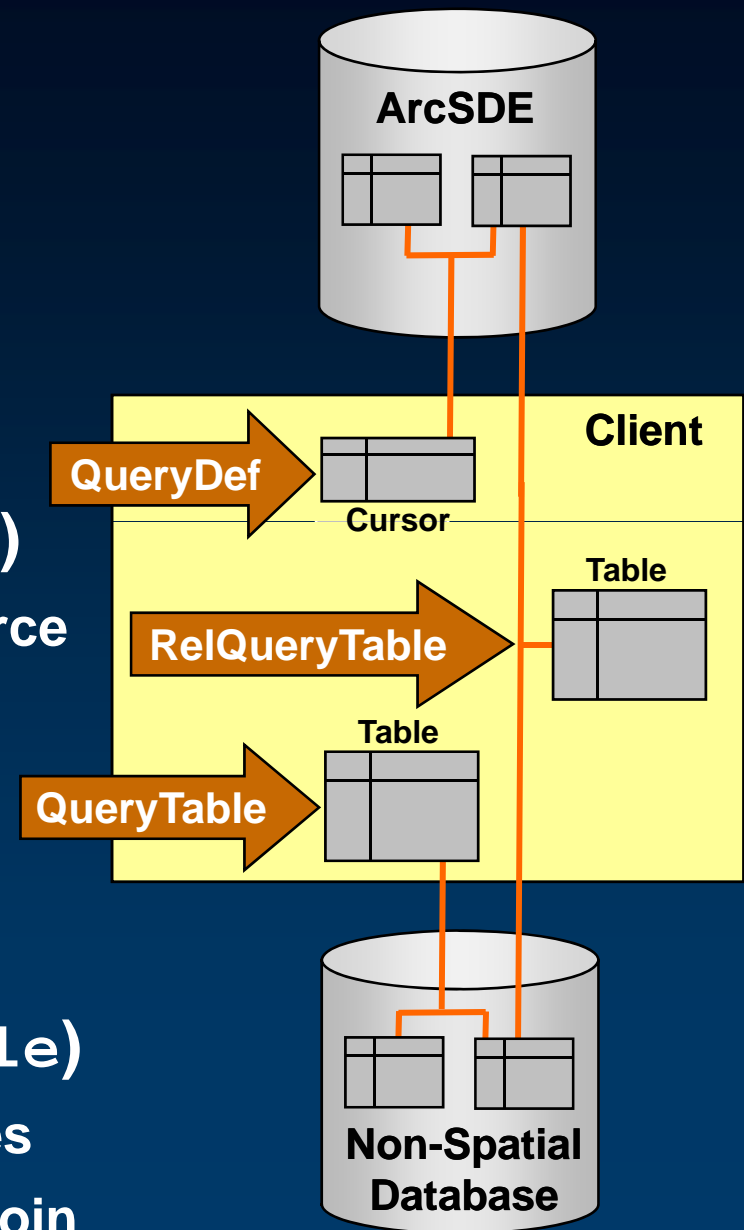 ArcSDE
Client
QueryDef
Cursor
)
Table
RelQueryTable
Table
QueryTable
)
Non-Spatial
Database